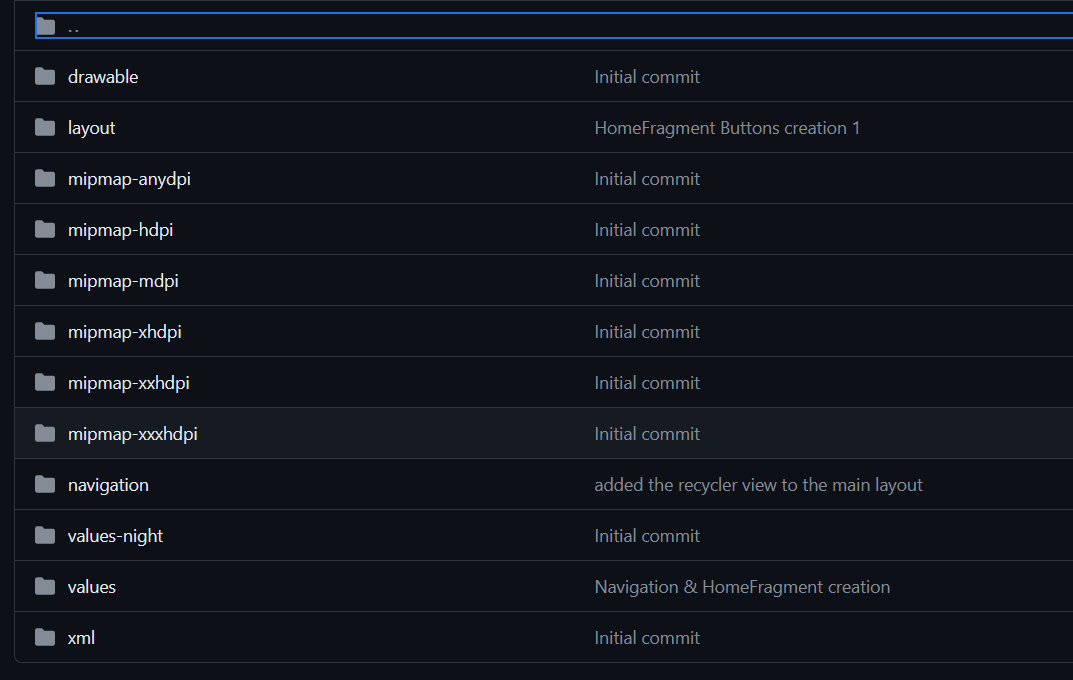 ..
drawable Initial commit
layout HomeFragment Buttons creation 1
mipmap-anydpi Initial commit
mipmap-hdpi Initial commit
mipmap-mdpi Initial commit
mipmap-xhdpi Initial commit
mipmap-xxhdpi Initial commit
mipmap-xxxhdpi Initial commit
navigation added the recycler view to the main layout
values-night Initial commit
values Navigation & HomeFragment creation
xml Initial commit